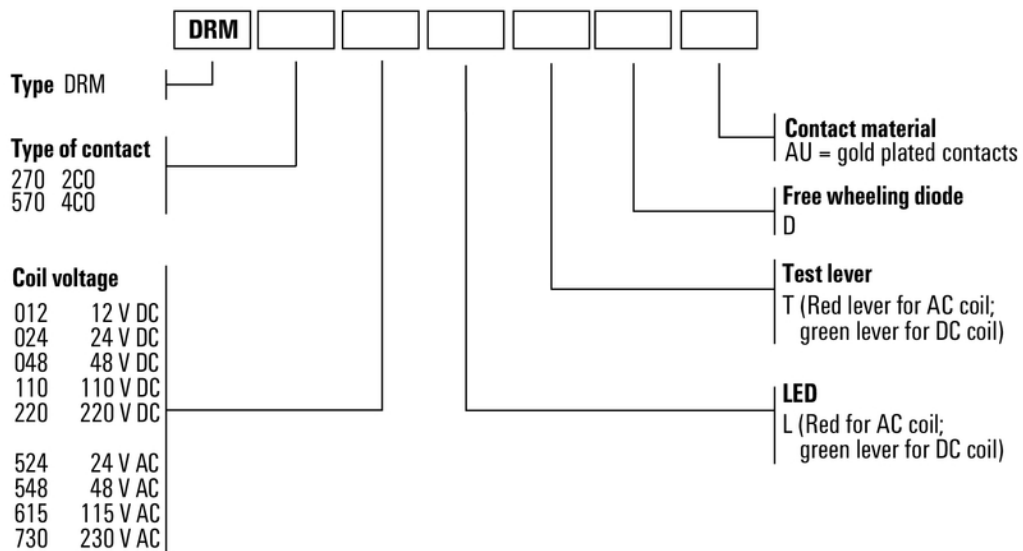 DRM
Type DRM
Type of contact
270 2CO
570 4CO
Coil voltage
012 12 V DC
024 24 V DC
048 48 V DC
110 110 V DC
220 220 V DC
524 24 V AC
548 48 V AC
615 115 V AC
730 230 V AC
Contact material
AU = gold plated contacts
Free wheeling diode
D
Test lever
T (Red lever for AC coil;
green lever for DC coil)
LED
L (Red for AC coil;
green lever for DC coil)